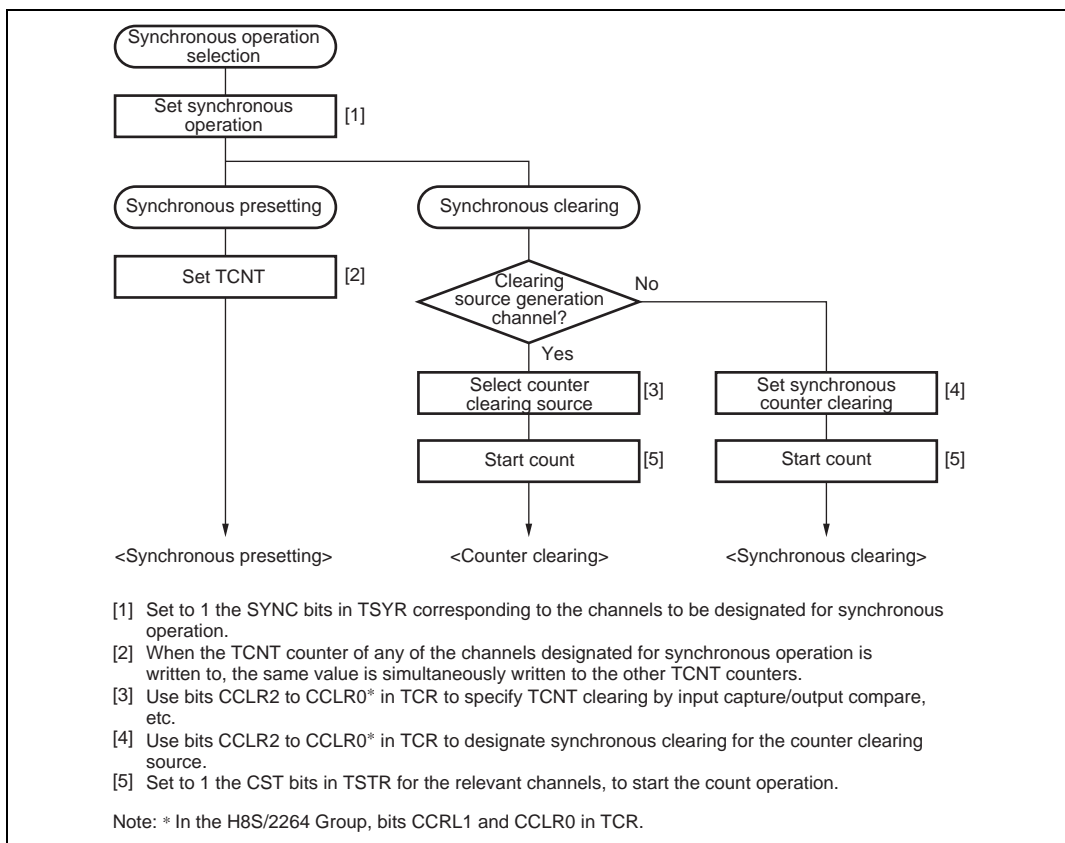 Synchronous operation
selection
Set synchronous
operation
[1]
Synchronous presetting
Synchronous clearing
Set TCNT
[2]
Clearing
source generation
channel?
No
Yes
Select counter
clearing source
[3]
Set synchronous
counter clearing
[4]
Start count
[5]
Start count
[5]
<Synchronous presetting>
<Counter clearing>
<Synchronous clearing>
[1] Set to 1 the SYNC bits in TSYR corresponding to the channels to be designated for synchronous
operation.
[2] When the TCNT counter of any of the channels designated for synchronous operation is
written to, the same value is simultaneously written to the other TCNT counters.
[3] Use bits CCLR2 to CCLR0* in TCR to specify TCNT clearing by input capture/output compare,
etc.
[4] Use bits CCLR2 to CCLR0* in TCR to designate synchronous clearing for the counter clearing
source.
[5] Set to 1 the CST bits in TSTR for the relevant channels, to start the count operation.
Note: * In the H8S/2264 Group, bits CCRL1 and CCLR0 in TCR.